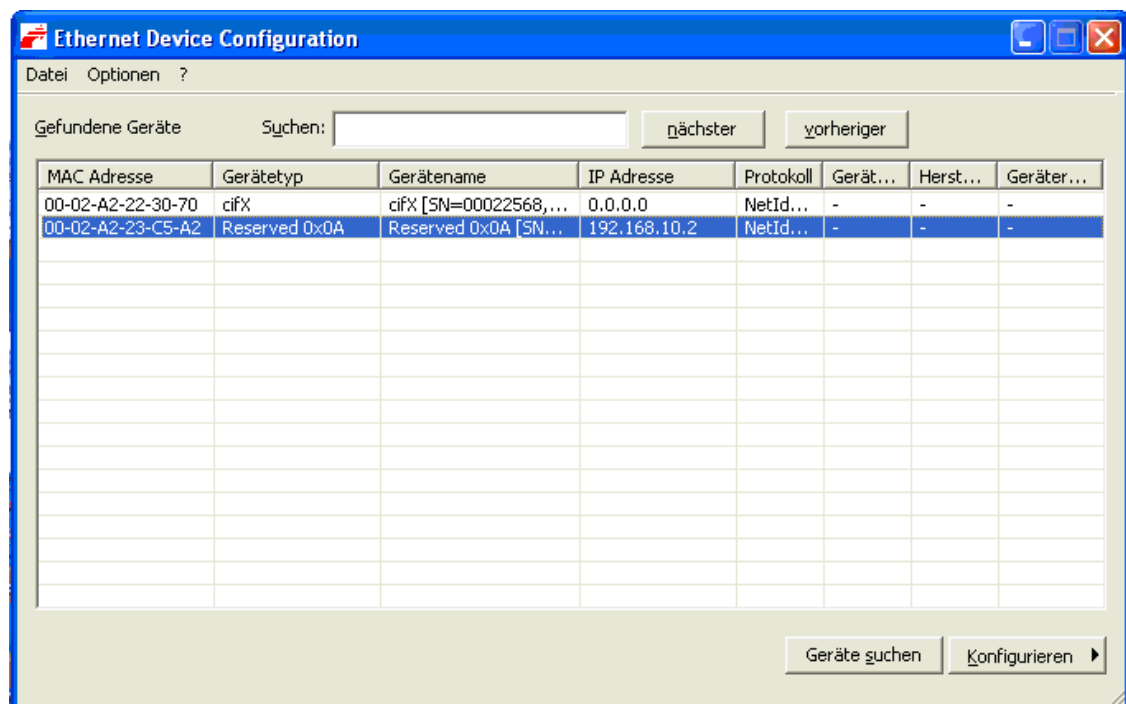 Ethernet Device Configuration
Datei Optionen ?
Gefundene Geräte Suchen: nächster vorheriger
MAC Adresse Gerätetyp Gerätename IP Adresse Protokoll Gerät... Herst... Geräter...
00-02-A2-22-30-70 cifX cifX [SN=00022568,... 0.0.0.0 NetId... - - -
00-02-A2-23-C5-A2 Reserved 0x0A Reserved 0x0A [SN... 192.168.10.2 NetId... - - -
Geräte suchen Konfigurieren